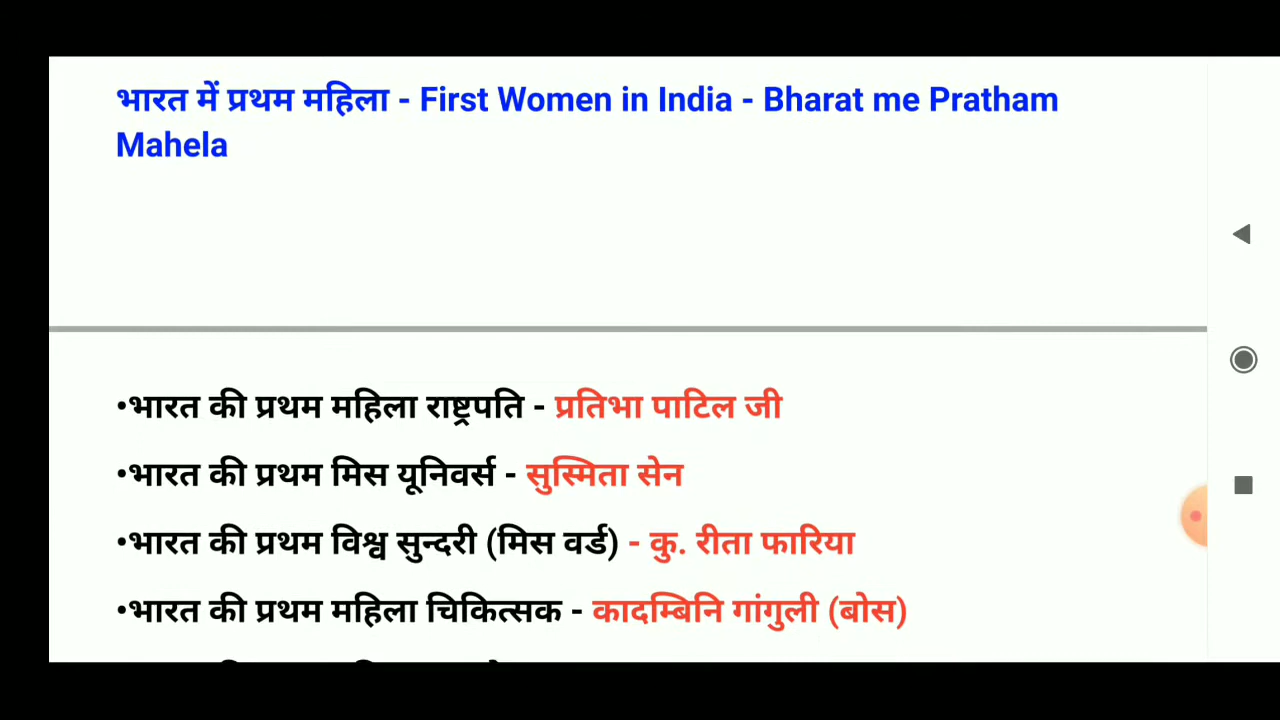 भारत में प्रथम महिला - First Women in India - Bharat me Pratham
Mahela
•भारत की प्रथम महिला राष्ट्रपति - प्रतिभा पाटिल जी
•भारत की प्रथम मिस यूनिवर्स - सुस्मिता सेन
•भारत की प्रथम विश्व सुन्दरी (मिस वर्ड) - कु. रीता फारिया
•भारत की प्रथम महिला चिकित्सक - कादम्बिनि गांगुली (बोस)